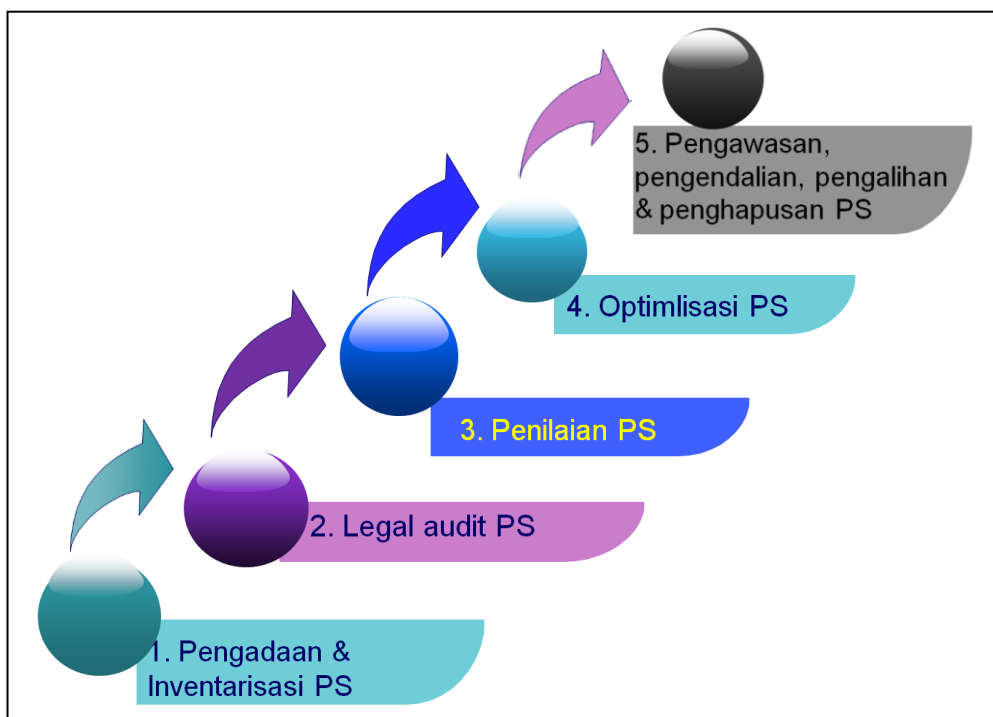 5. Pengawasan,
pengendalian, pengalihan
& penghapusan PS
4. Optimlisasi PS
3. Penilaian PS
2. Legal audit PS
1. Pengadaan &
Inventarisasi PS